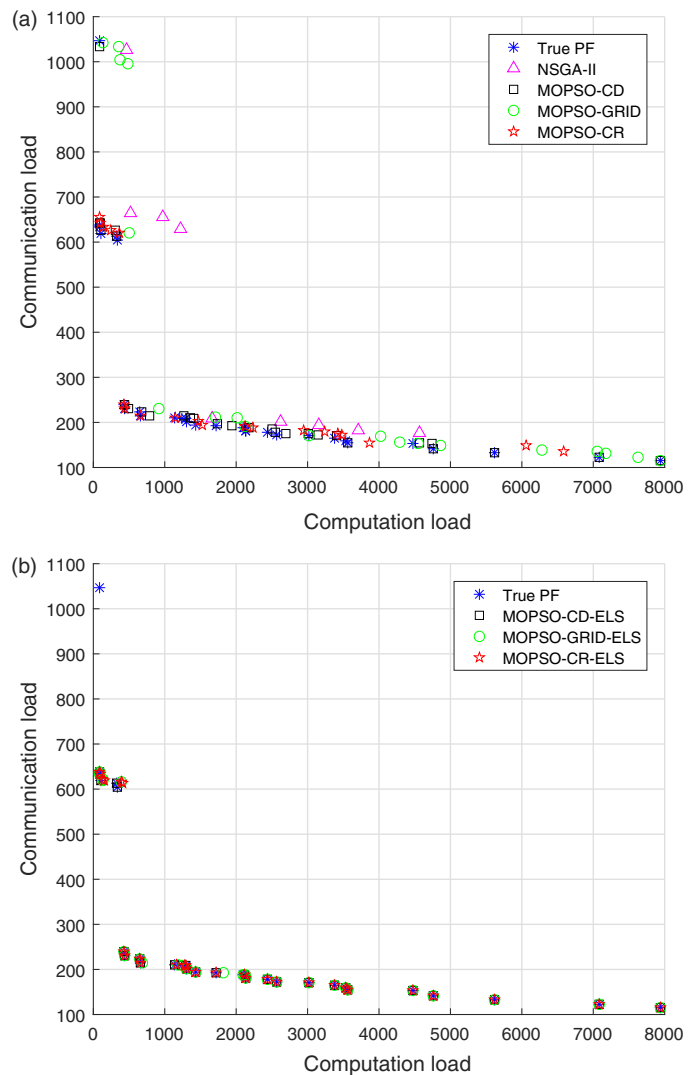 (a)
1100
1000
900
800
700
600
500
400
300
200
100
Communication load
True PF
NSGA-II
MOPSO-CD
MOPSO-GRID
MOPSO-CR
0 1000 2000 3000 4000 5000 6000 7000 8000
Computation load
(b)
1100
1000
900
800
700
600
500
400
300
200
100
Communication load
True PF
MOPSO-CD-ELS
MOPSO-GRID-ELS
MOPSO-CR-ELS
0 1000 2000 3000 4000 5000 6000 7000 8000
Computation load